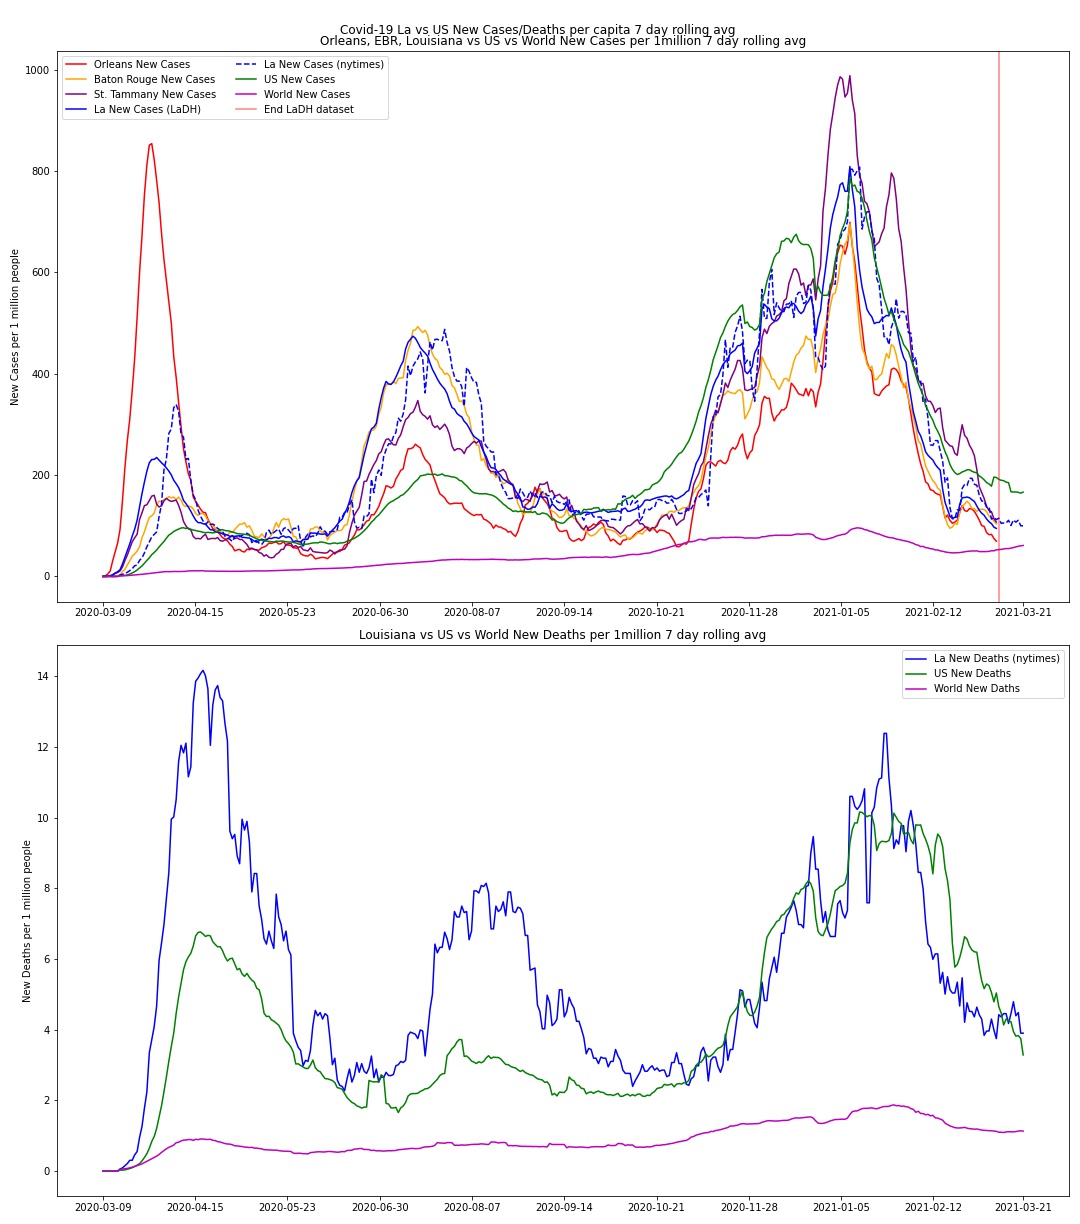 Covid-19 La vs US New Cases/Deaths per capita 7 day rolling avg
Orleans, EBR, Louisiana vs US vs World New Cases per 1million 7 day rolling avg
Orleans New Cases
Baton Rouge New Cases
St. Tammany New Cases
La New Cases (LaDH)
La New Cases (nytimes)
US New Cases
World New Cases
End LaDH dataset
New Cases per 1 million people
1000
800
600
400
200
0
2020-03-09 2020-04-15 2020-05-23 2020-06-30 2020-08-07 2020-09-14 2020-10-21 2020-11-28 2021-01-05 2021-02-12 2021-03-21
Louisiana vs US vs World New Deaths per 1million 7 day rolling avg
La New Deaths (nytimes)
US New Deaths
World New Daths
New Deaths per 1 million people
14
12
10
8
6
4
2
0
2020-03-09 2020-04-15 2020-05-23 2020-06-30 2020-08-07 2020-09-14 2020-10-21 2020-11-28 2021-01-05 2021-02-12 2021-03-21